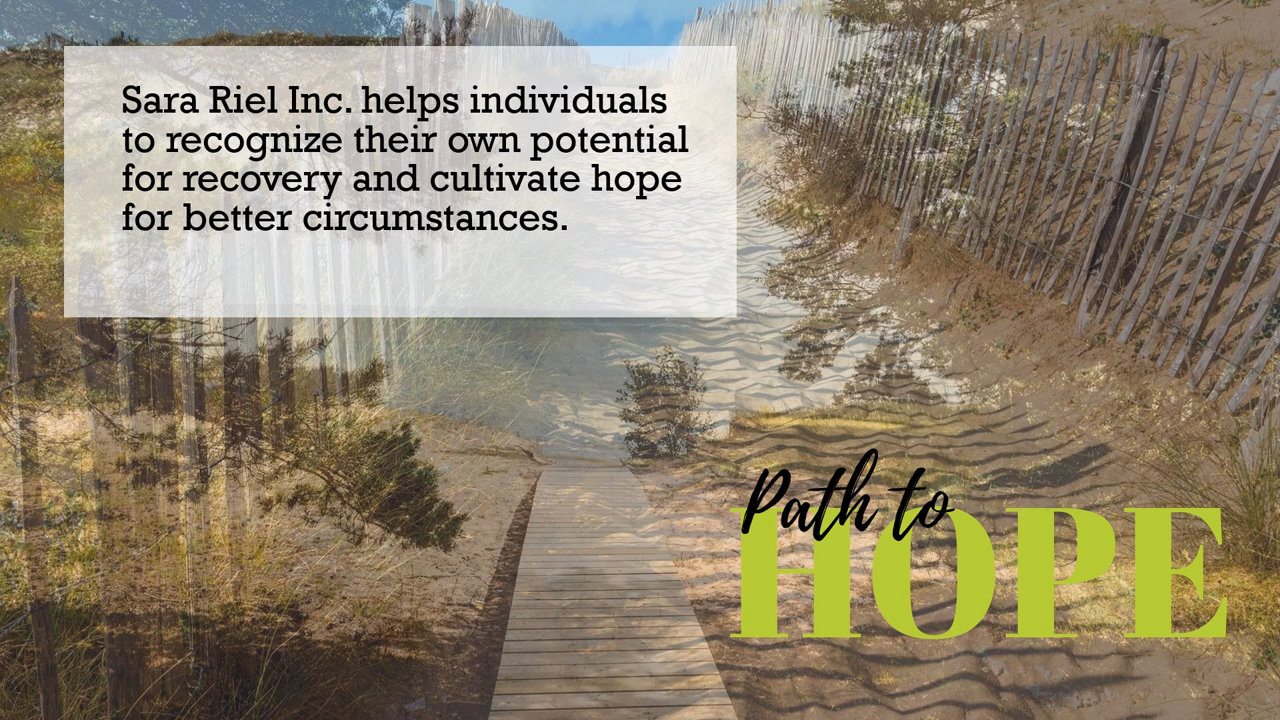 Sara Riel Inc. helps individuals
to recognize their own potential
for recovery and cultivate hope
for better circumstances.
Path to
HOPE